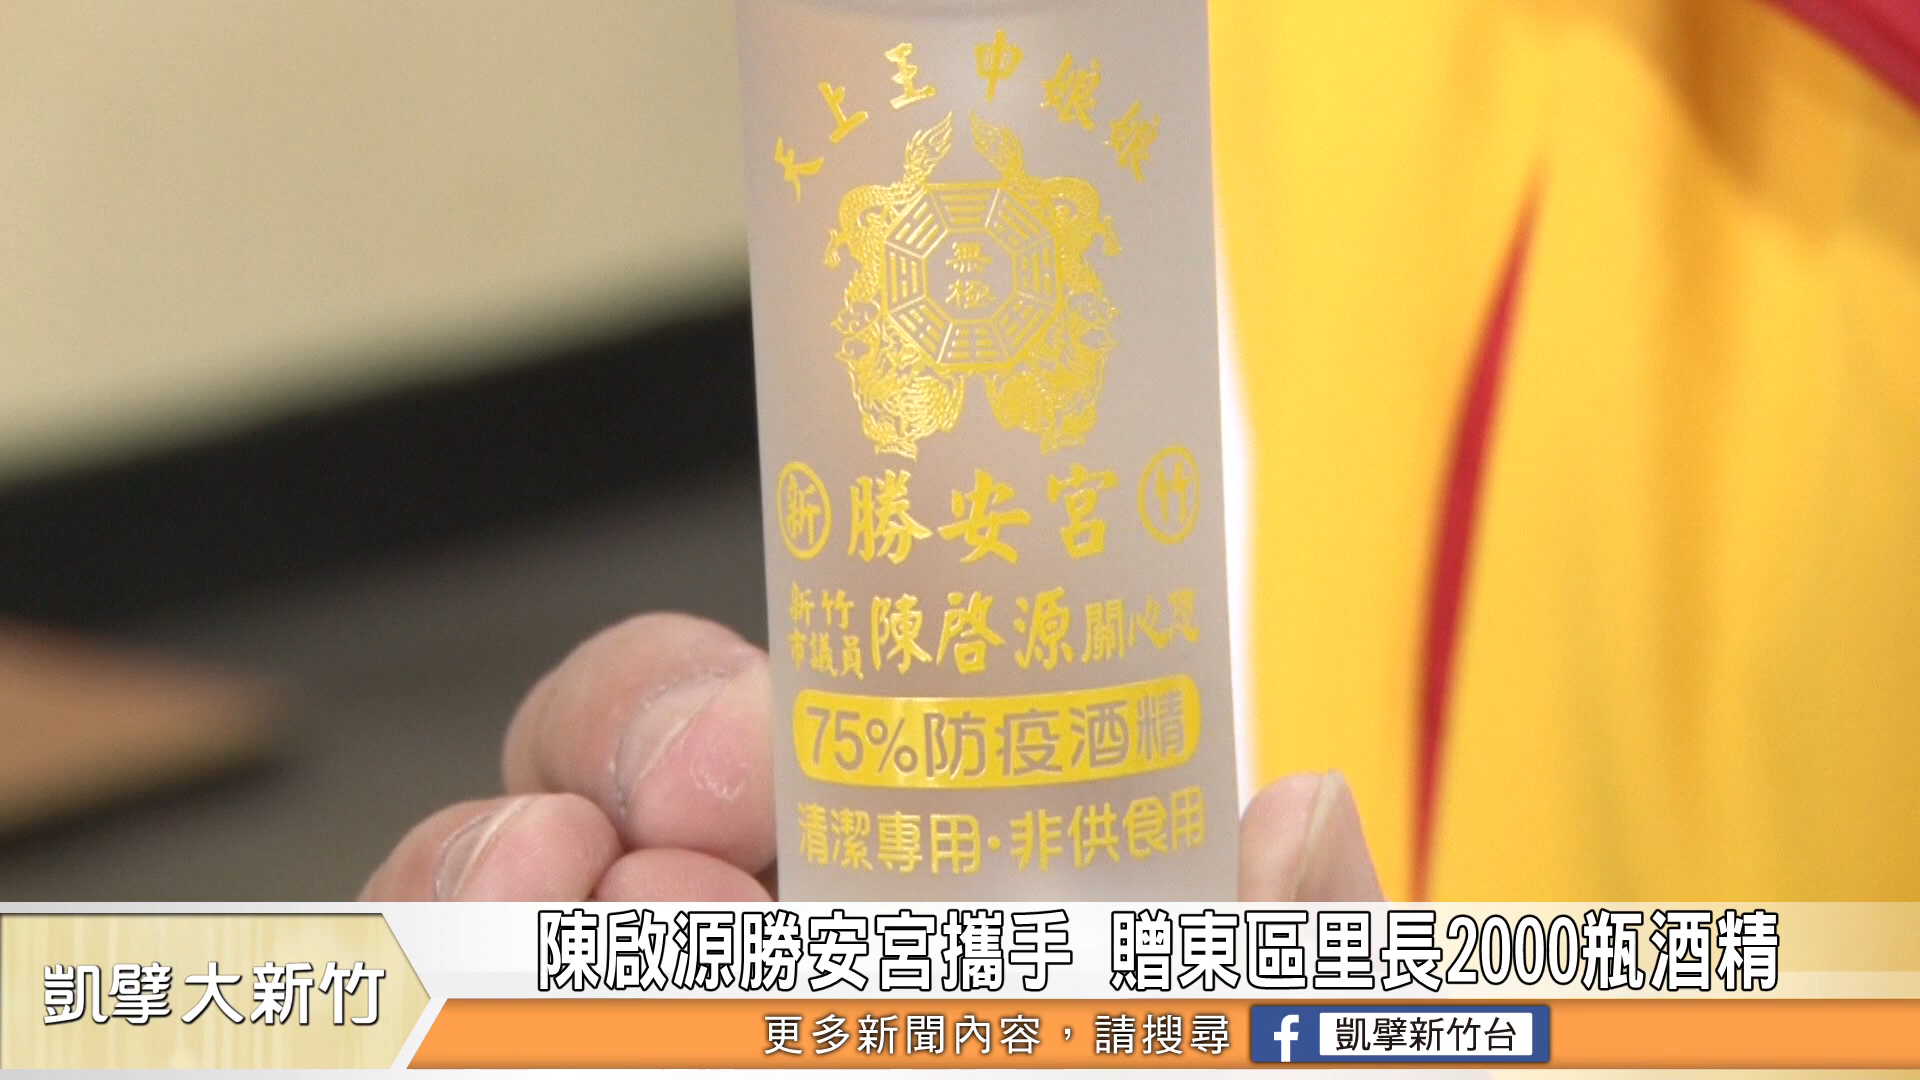 天上王中娘娘
無極
新 勝安宮 竹
新竹市議員 陳啓源 關心您
75%防疫酒精
清潔專用·非供食用
陳啟源勝安宮攜手 贈東區里長2000瓶酒精
凱擘大新竹
更多新聞內容，請搜尋 f 凱擘新竹台